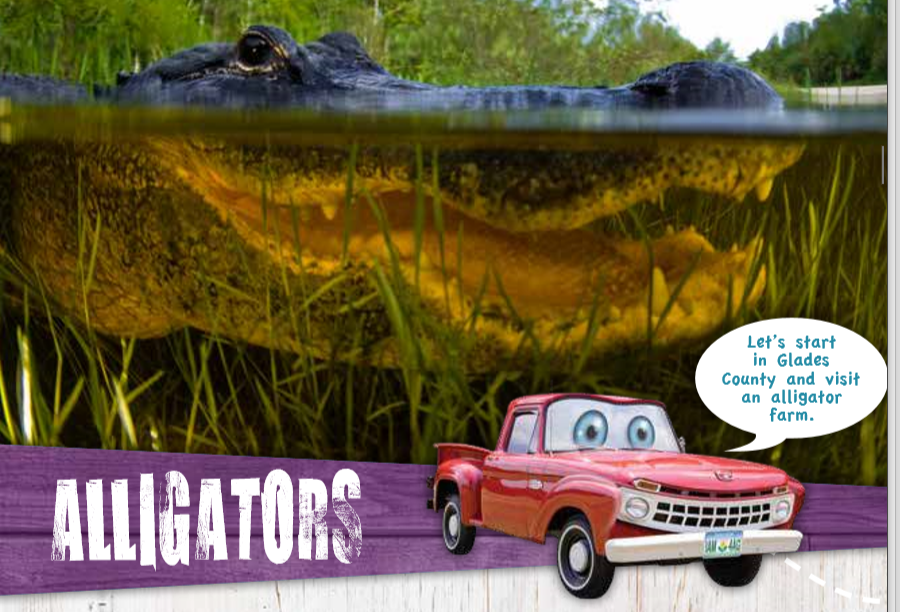 Let's start
in Glades
County and visit
an alligator
farm.
ALLIGATORS